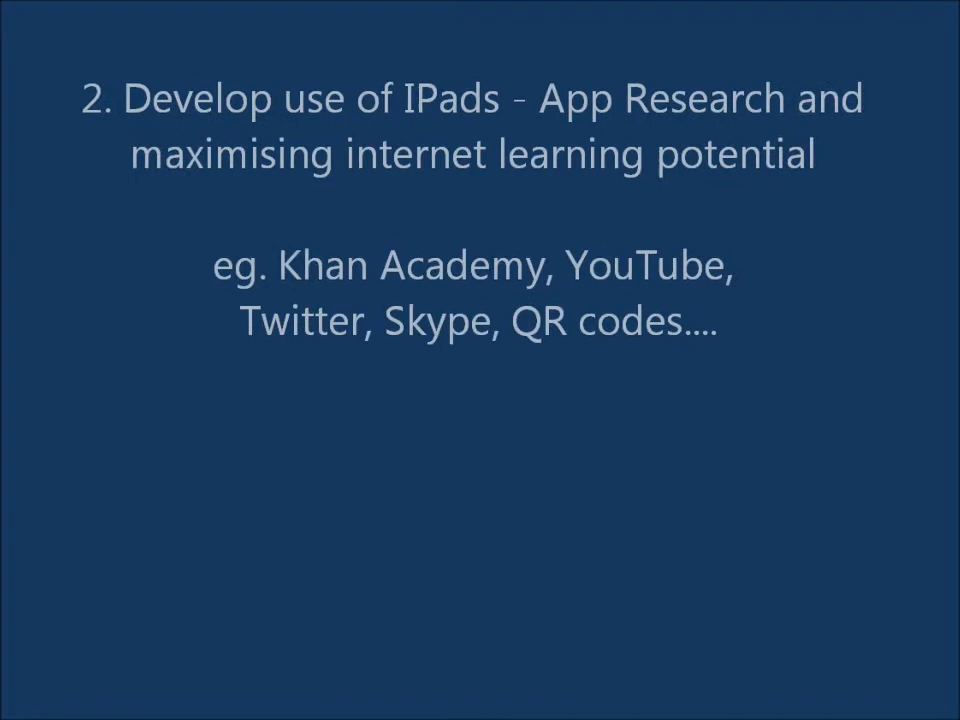 2. Develop use of IPads - App Research and
maximising internet learning potential
eg. Khan Academy, YouTube,
Twitter, Skype, QR codes....